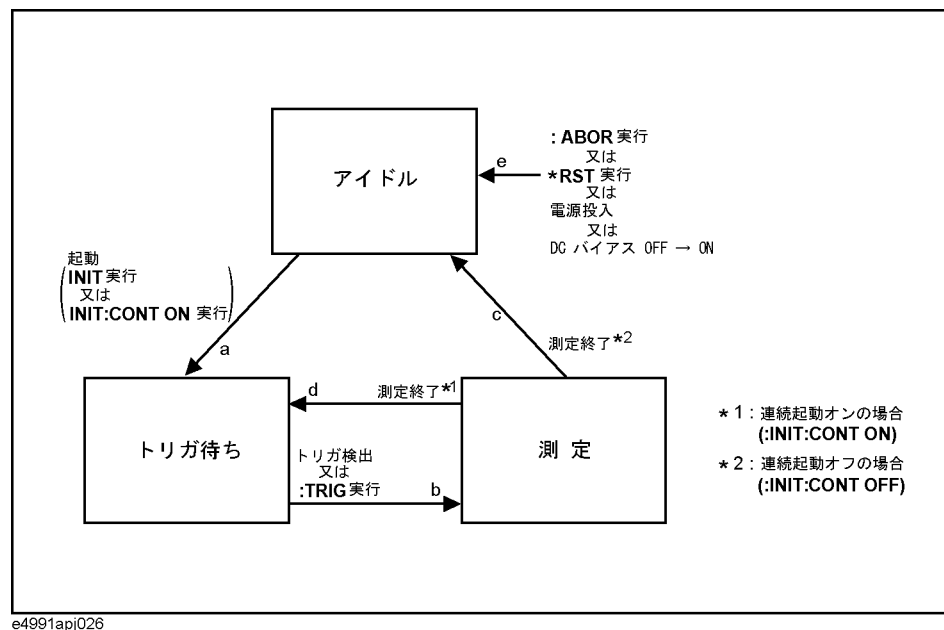 アイドル
e
: ABOR 実行
又は
*RST 実行
又は
電源投入
又は
DC バイアス OFF → ON
起動
INIT 実行
又は
INIT:CONT ON 実行
a
c
測定終了*2
トリガ待ち
d
測定終了*1
トリガ検出
又は
:TRIG 実行
b
測 定
*1 : 連続起動オンの場合
(:INIT:CONT ON)
*2 : 連続起動オフの場合
(:INIT:CONT OFF)
e4991apj026